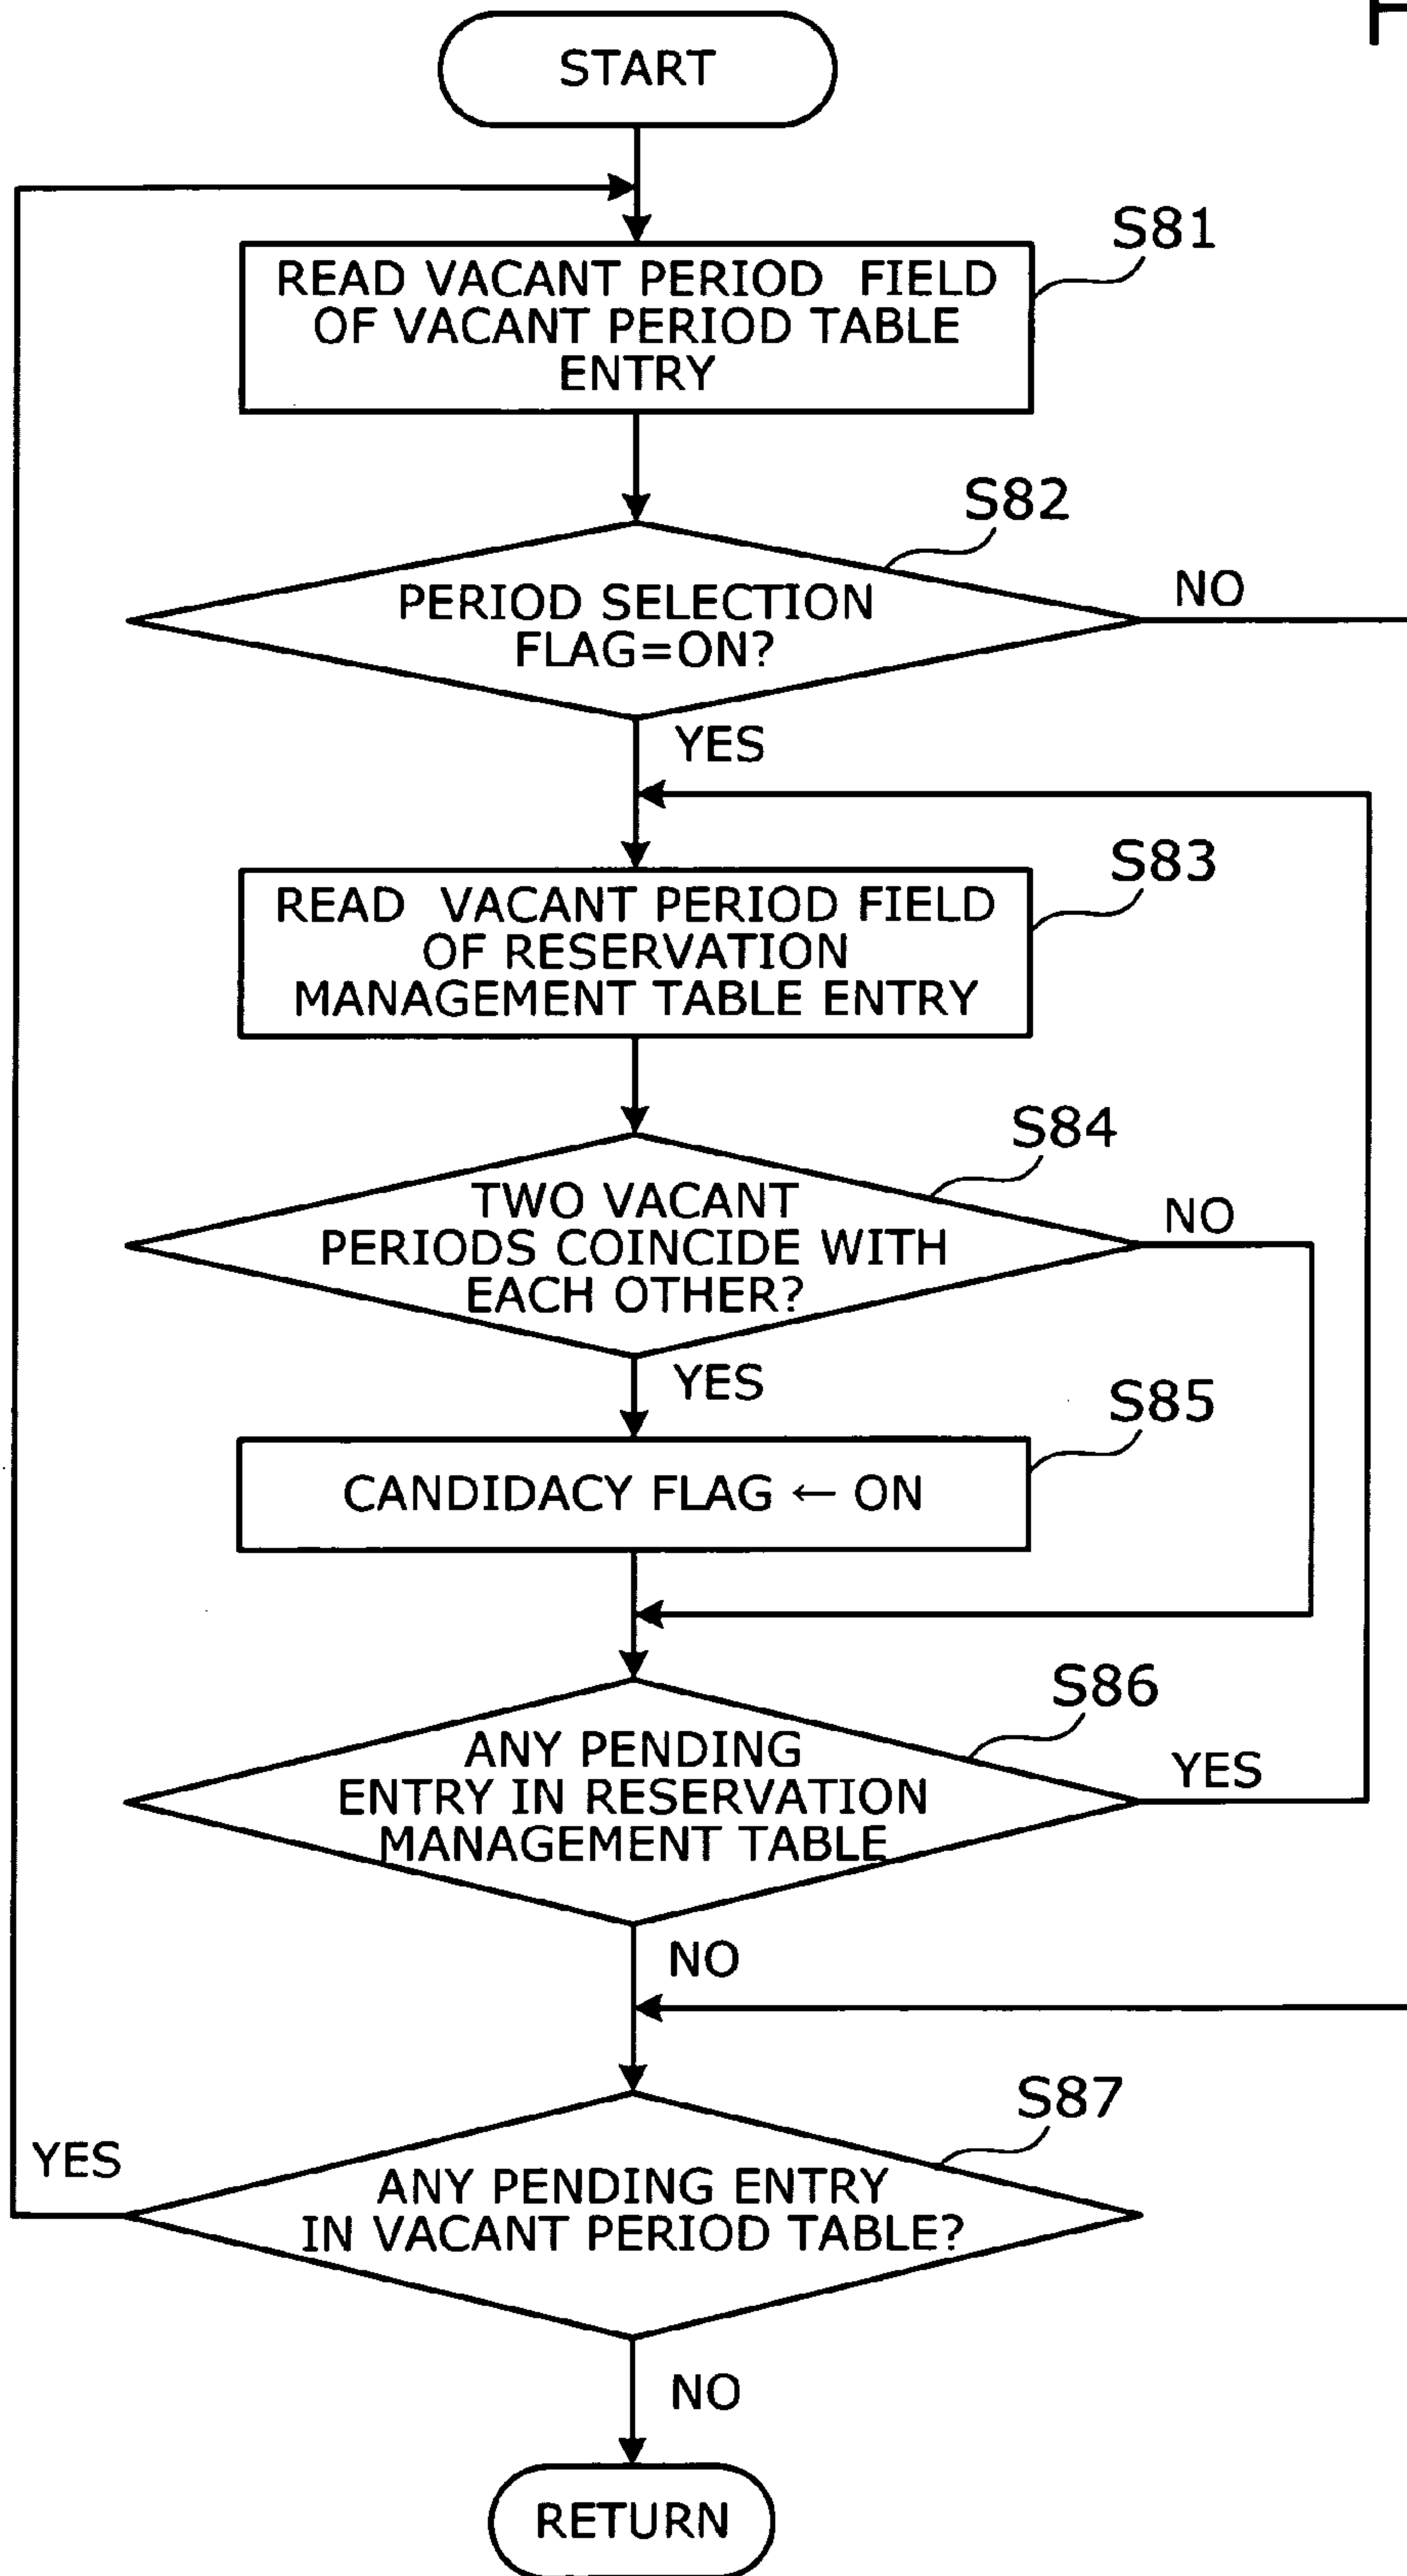 START
S81
READ VACANT PERIOD FIELD
OF VACANT PERIOD TABLE
ENTRY
S82
PERIOD SELECTION
FLAG=ON?
NO
YES
S83
READ VACANT PERIOD FIELD
OF RESERVATION
MANAGEMENT TABLE ENTRY
S84
TWO VACANT
PERIODS COINCIDE WITH
EACH OTHER?
NO
YES
S85
CANDIDACY FLAG ← ON
S86
ANY PENDING
ENTRY IN RESERVATION
MANAGEMENT TABLE
YES
NO
S87
YES
ANY PENDING ENTRY
IN VACANT PERIOD TABLE?
NO
RETURN